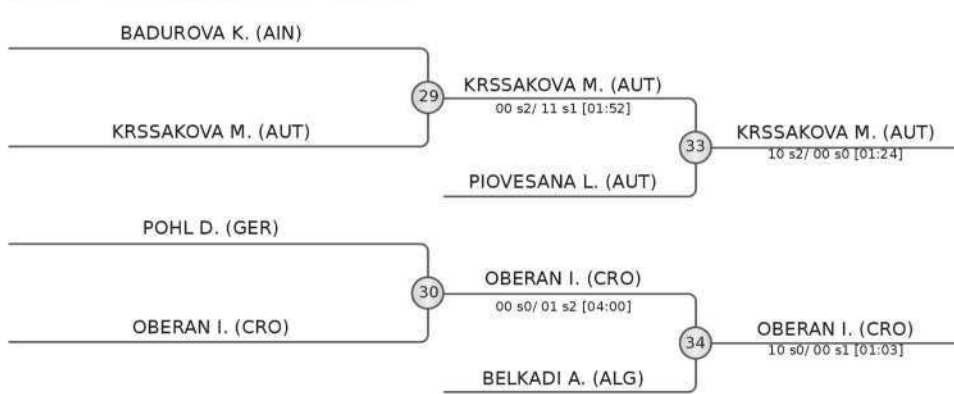 BADUROVA K. (AIN)
29
KRSSAKOVA M. (AUT)
00 s2/ 11 s1 [01:52]
KRSSAKOVA M. (AUT)
33
KRSSAKOVA M. (AUT)
10 s2/ 00 s0 [01:24]
PIOVESANA L. (AUT)
POHL D. (GER)
30
OBERAN I. (CRO)
00 s0/ 01 s2 [04:00]
OBERAN I. (CRO)
34
OBERAN I. (CRO)
10 s0/ 00 s1 [01:03]
BELKADI A. (ALG)